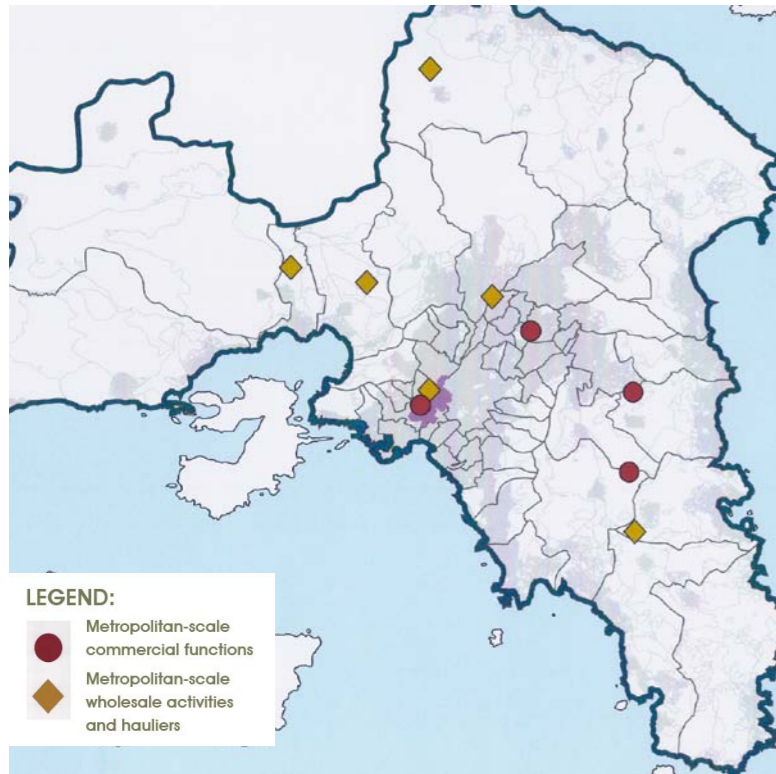 LEGEND:
Metropolitan-scale
commercial functions
Metropolitan-scale
wholesale activities
and hauliers